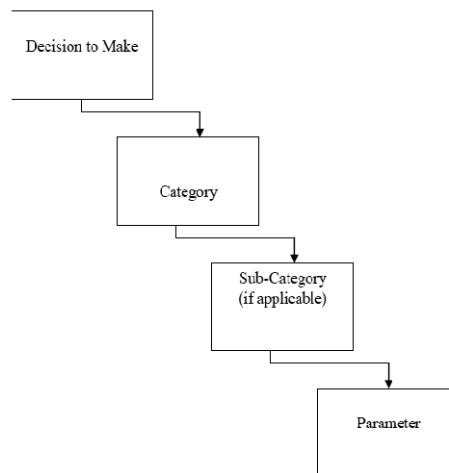 Decision to Make
Category
Sub-Category
(if applicable)
Parameter